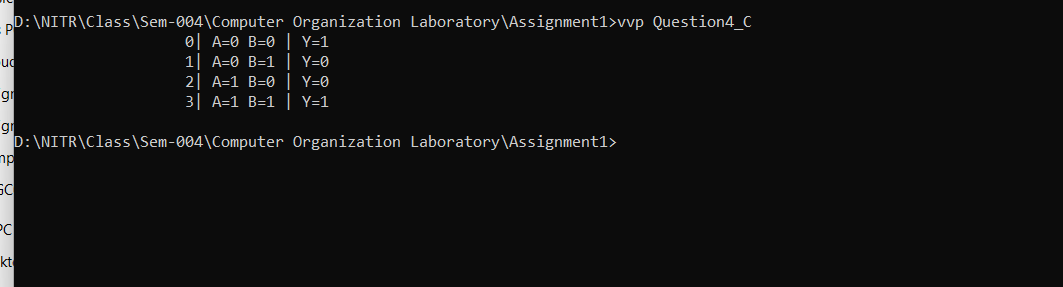 D:\NITR\Class\Sem-004\Computer Organization Laboratory\Assignment1>vvp Question4_C
0| A=0 B=0 | Y=1
1| A=0 B=1 | Y=0
2| A=1 B=0 | Y=0
3| A=1 B=1 | Y=1
D:\NITR\Class\Sem-004\Computer Organization Laboratory\Assignment1>